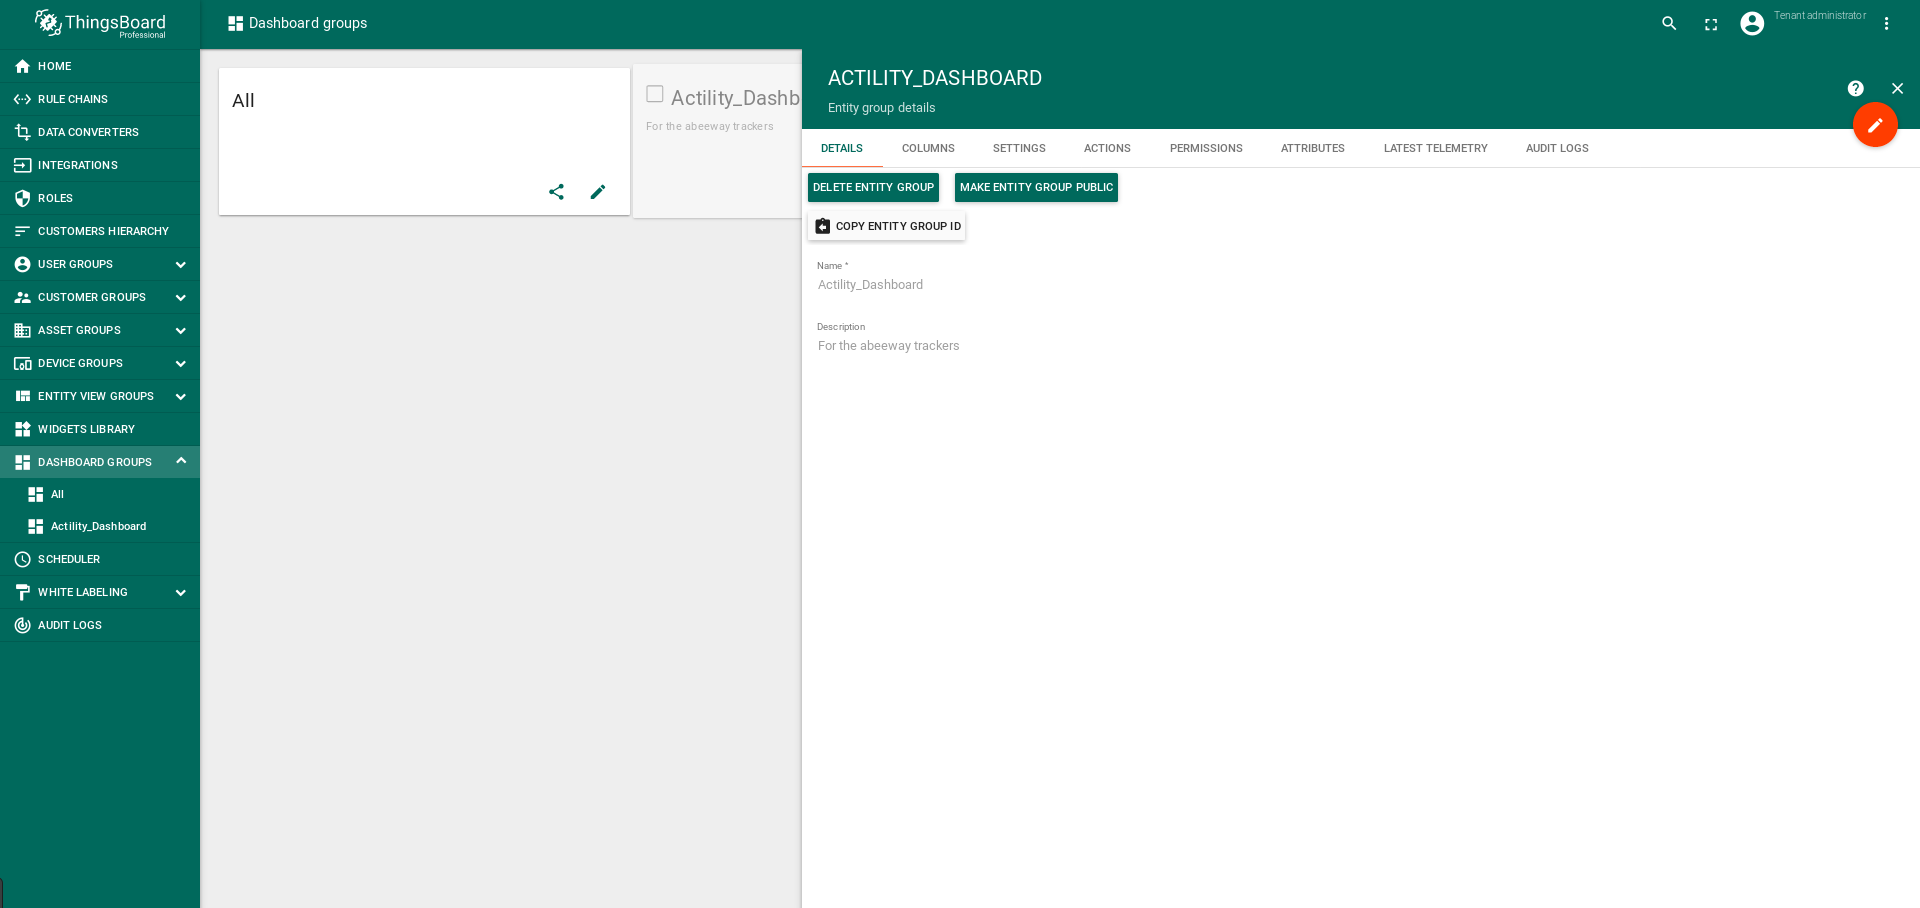 ThingsBoard
Professional
Dashboard groups
Tenant administrator
HOME
RULE CHAINS
DATA CONVERTERS
INTEGRATIONS
ROLES
CUSTOMERS HIERARCHY
USER GROUPS
CUSTOMER GROUPS
ASSET GROUPS
DEVICE GROUPS
ENTITY VIEW GROUPS
WIDGETS LIBRARY
DASHBOARD GROUPS
All
Actility_Dashboard
SCHEDULER
WHITE LABELING
AUDIT LOGS
All
Actility_Dashb
For the abeeway trackers
ACTILITY_DASHBOARD
Entity group details
DETAILS COLUMNS SETTINGS ACTIONS PERMISSIONS ATTRIBUTES LATEST TELEMETRY AUDIT LOGS
DELETE ENTITY GROUP MAKE ENTITY GROUP PUBLIC
COPY ENTITY GROUP ID
Name *
Actility_Dashboard
Description
For the abeeway trackers